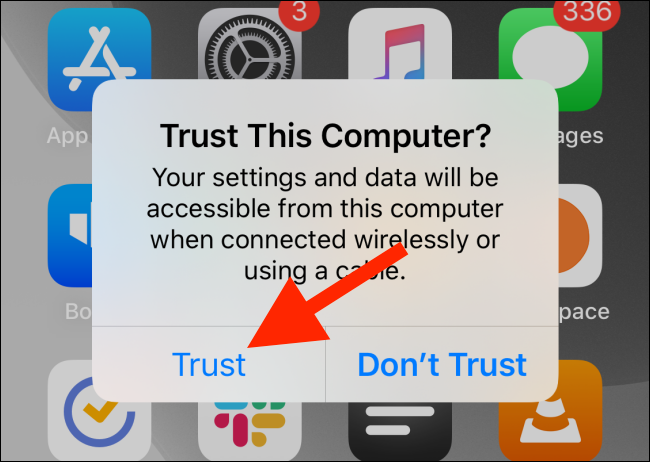 3
336
App
ages
Trust This Computer?
Your settings and data will be
accessible from this computer
when connected wirelessly or
using a cable.
Bo
pace
Trust
Don't Trust